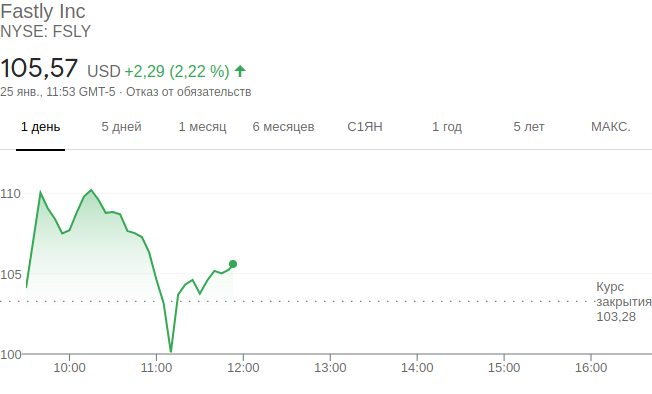 Fastly Inc
NYSE: FSLY
105,57 USD +2,29 (2,22 %)
25 янв., 11:53 GMT-5 · Отказ от обязательств
1 день 5 дней 1 месяц 6 месяцев С1ЯН 1 год 5 лет МАКС.
110
105
Курс
закрытия
103,28
100
10:00 11:00 12:00 13:00 14:00 15:00 16:00